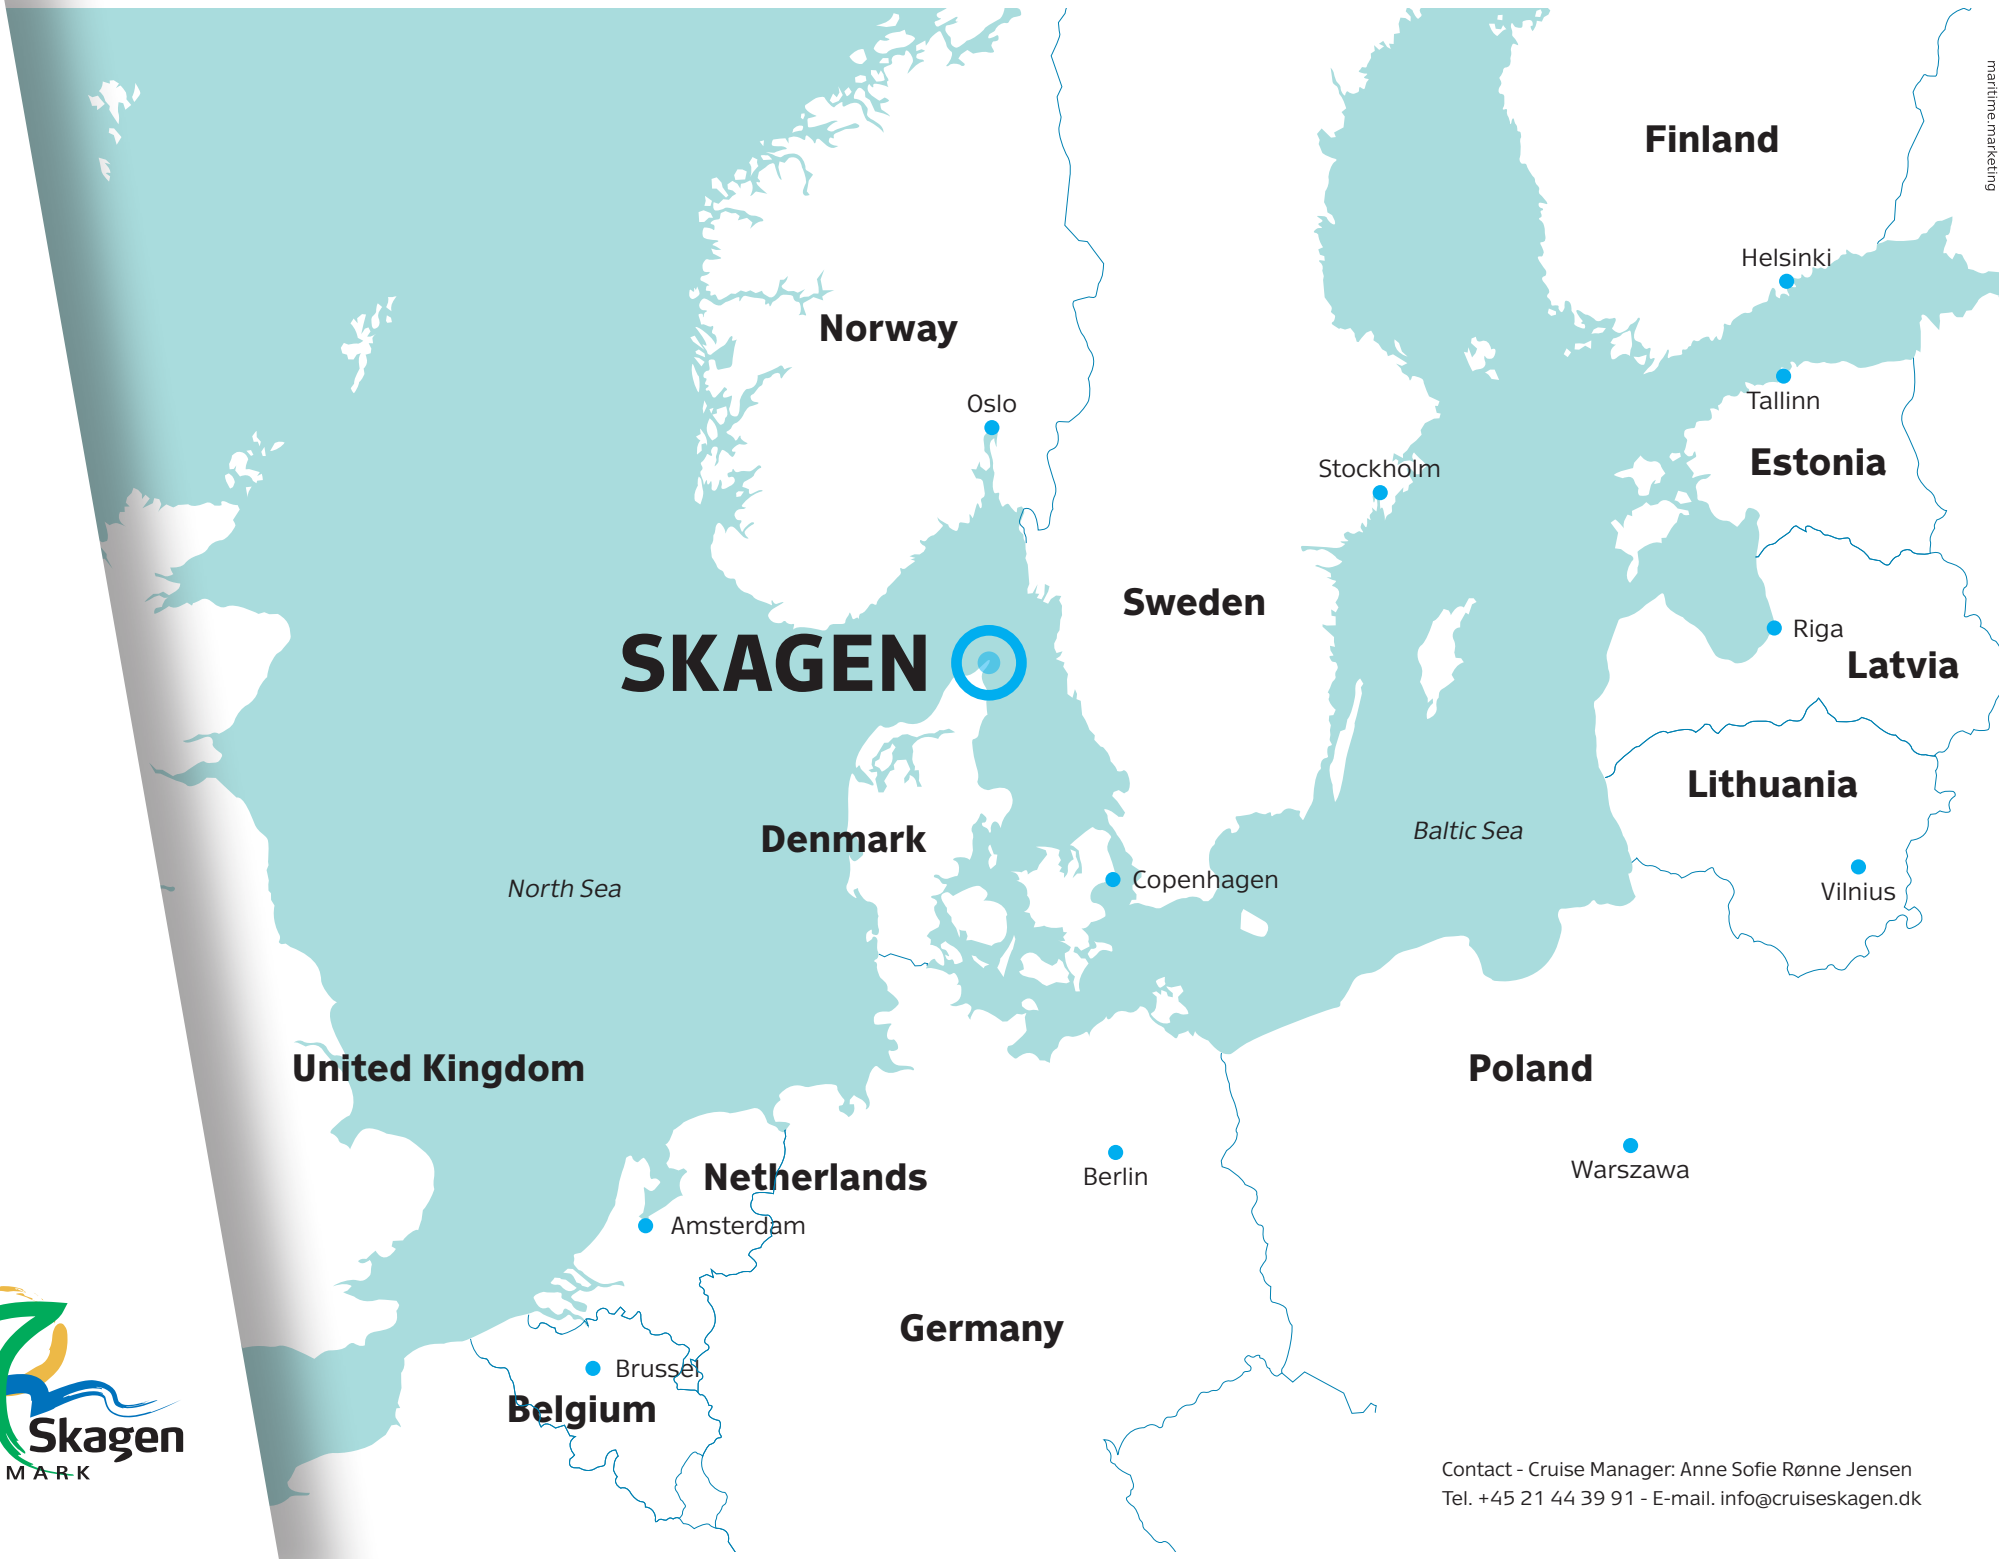 maritime.marketing
Finland
Helsinki
Norway
Oslo
Tallinn
Estonia
Stockholm
Sweden
Riga
SKAGEN
Latvia
Lithuania
Baltic Sea
Denmark
Vilnius
Copenhagen
North Sea
United Kingdom
Poland
Warszawa
Netherlands
Berlin
Amsterdam
Germany
Brussel
Belgium
Skagen
MARK
Contact - Cruise Manager: Anne Sofie Rønne Jensen
Tel. +45 21 44 39 91 - E-mail. info@cruiseskagen.dk